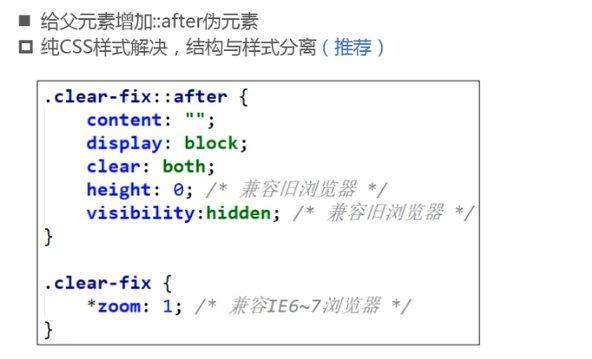 给父元素增加::after伪元素
纯CSS样式解决，结构与样式分离（推荐）
.clear-fix::after {
    content: "";
    display: block;
    clear: both;
    height: 0; /* 兼容旧浏览器 */
    visibility:hidden; /* 兼容旧浏览器 */
}

.clear-fix {
    *zoom: 1; /* 兼容IE6~7浏览器 */
}